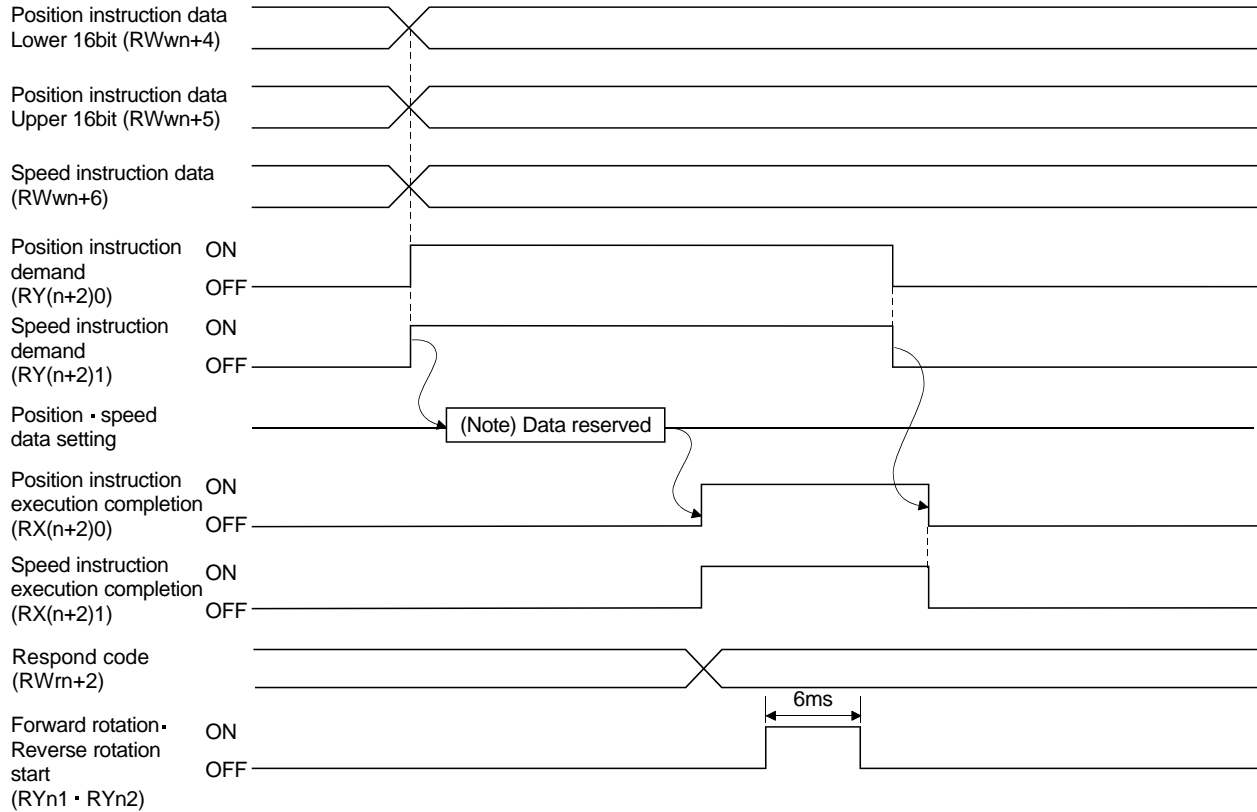 Position instruction data
Lower 16bit (RWwn+4)
Position instruction data
Upper 16bit (RWwn+5)
Speed instruction data
(RWwn+6)
Position instruction
demand
(RY(n+2)0)
ON
OFF
Speed instruction
demand
(RY(n+2)1)
ON
OFF
Position ▪ speed
data setting
(Note) Data reserved
Position instruction
execution completion
(RX(n+2)0)
ON
OFF
Speed instruction
execution completion
(RX(n+2)1)
ON
OFF
Respond code
(RWrn+2)
6ms
Forward rotation▪
Reverse rotation
start
(RYn1 ▪ RYn2)
ON
OFF